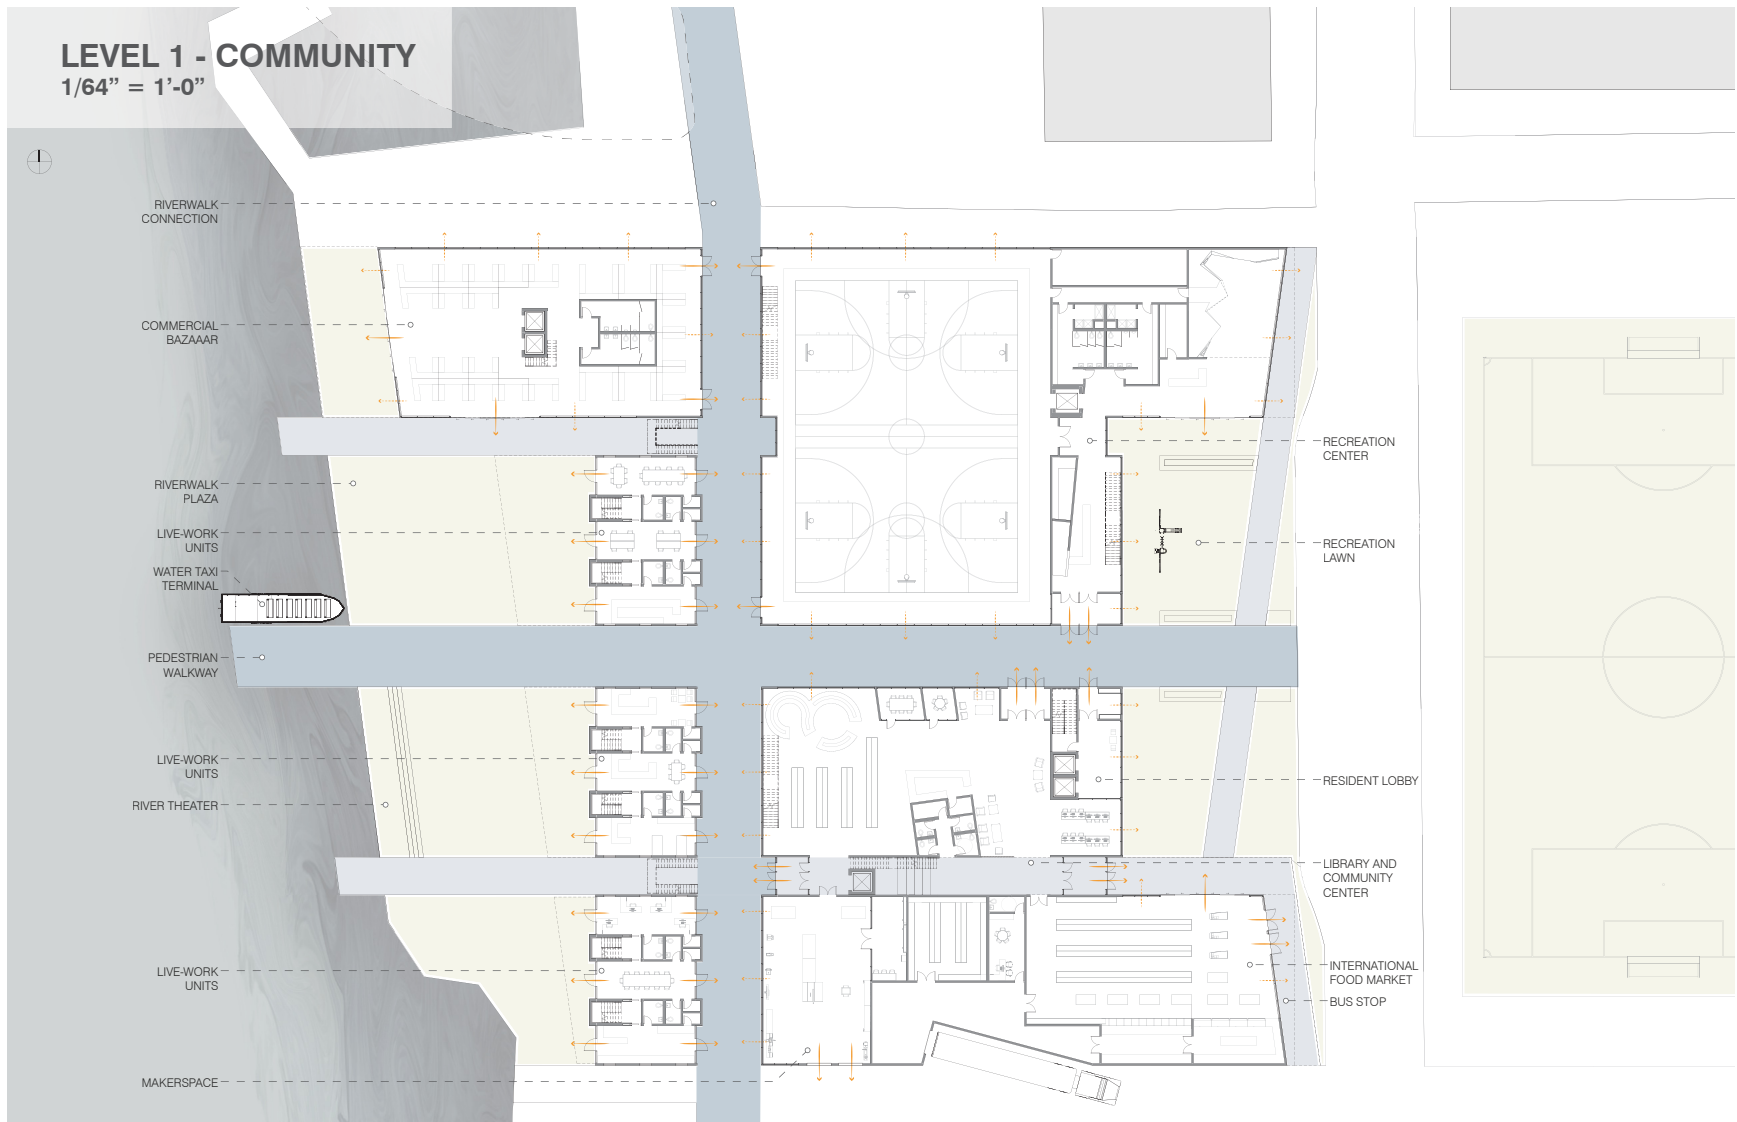 LEVEL 1 - COMMUNITY
1/64” = 1’-0”
RIVERWALK
CONNECTION
COMMERCIAL
BAZAAAR
RIVERWALK
PLAZA
LIVE-WORK
UNITS
WATER TAXI
TERMINAL
PEDESTRIAN
WALKWAY
LIVE-WORK
UNITS
RIVER THEATER
LIVE-WORK
UNITS
MAKERSPACE
RECREATION
CENTER
RECREATION
LAWN
RESIDENT LOBBY
LIBRARY AND
COMMUNITY
CENTER
INTERNATIONAL
FOOD MARKET
BUS STOP